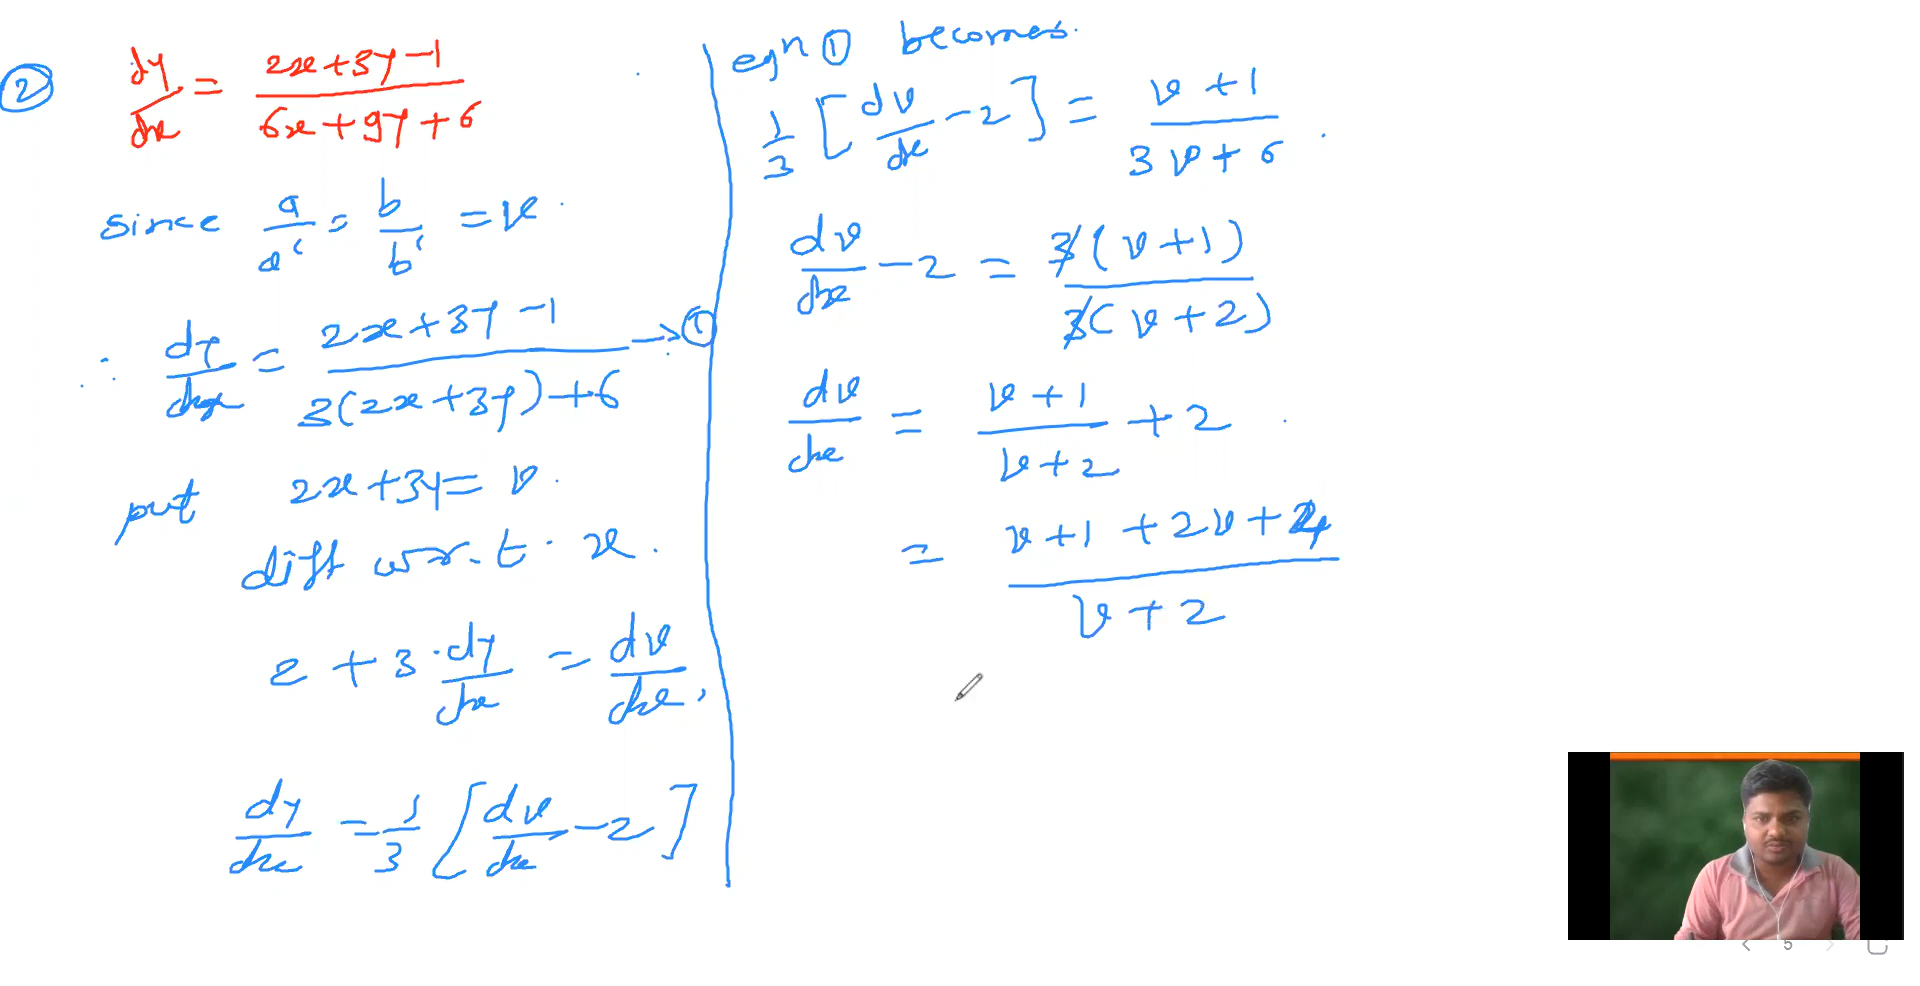 ② dy/dx = (2x+3y-1)/(6x+9y+6)
since a/a' = b/b' = k.
∴ dy/dx = (2x+3y-1)/(3(2x+3y)+6) → ①
put 2x+3y = v.
diff w.r.t. x.
2 + 3·dy/dx = dv/dx,
dy/dx = 1/3 [dv/dx - 2]
eqn ① becomes.
1/3 [dv/dx - 2] = (v+1)/(3v+6).
dv/dx - 2 = 3(v+1)/3(v+2)
dv/dx = (v+1)/(v+2) + 2
= (v+1+2v+4)/(v+2)
5